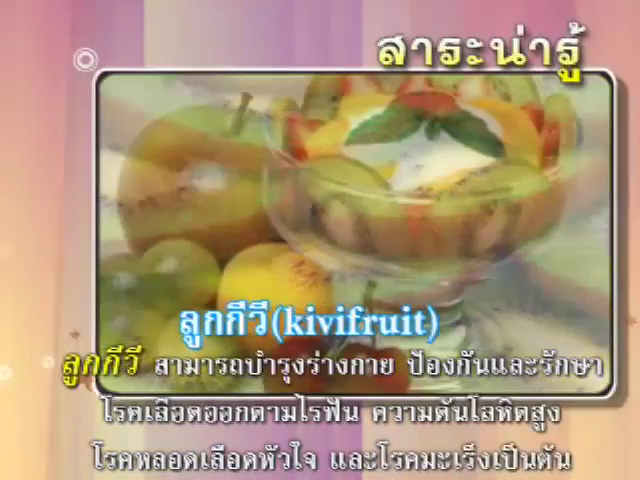 สาระน่ารู้
ลูกกีวี(kivifruit)
ลูกกีวี สามารถบำรุงร่างกาย ป้องกันและรักษา
โรคเลือดออกตามไรฟัน ความดันโลหิตสูง
โรคหลอดเลือดหัวใจ และโรคมะเร็งเป็นต้น